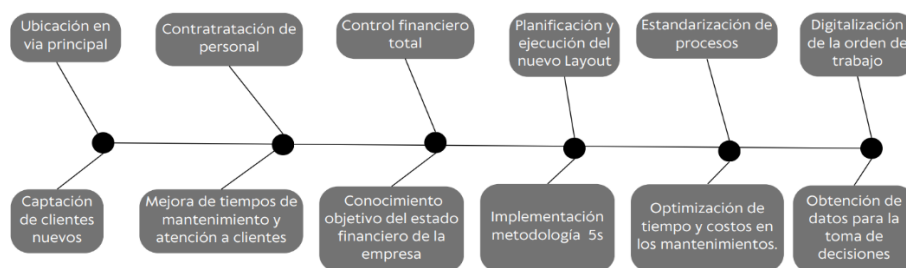 Ubicación en
via principal
Contratratación de
personal
Control financiero
total
Planificación y
ejecución del
nuevo Layout
Estandarización de
procesos
Digitalización
de la orden de
trabajo
Captación
de clientes
nuevos
Mejora de tiempos de
mantenimiento y
atención a clientes
Conocimiento
objetivo del estado
financiero de la
empresa
Implementación
metodología 5s
Optimización de
tiempo y costos en
los mantenimientos.
Obtención de
datos para la
toma de
decisiones